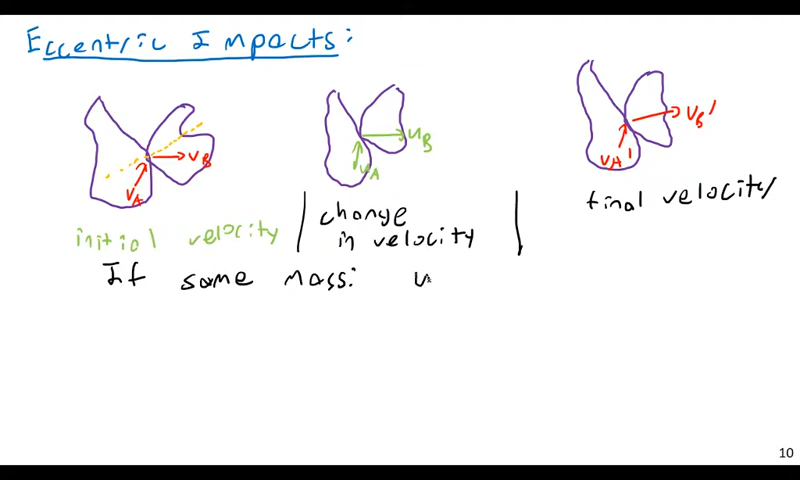 Eccentric Impacts:
vB
vA
uB
uA
vB'
vA'
initial velocity
change
in velocity
final velocity
If same mass: v
10